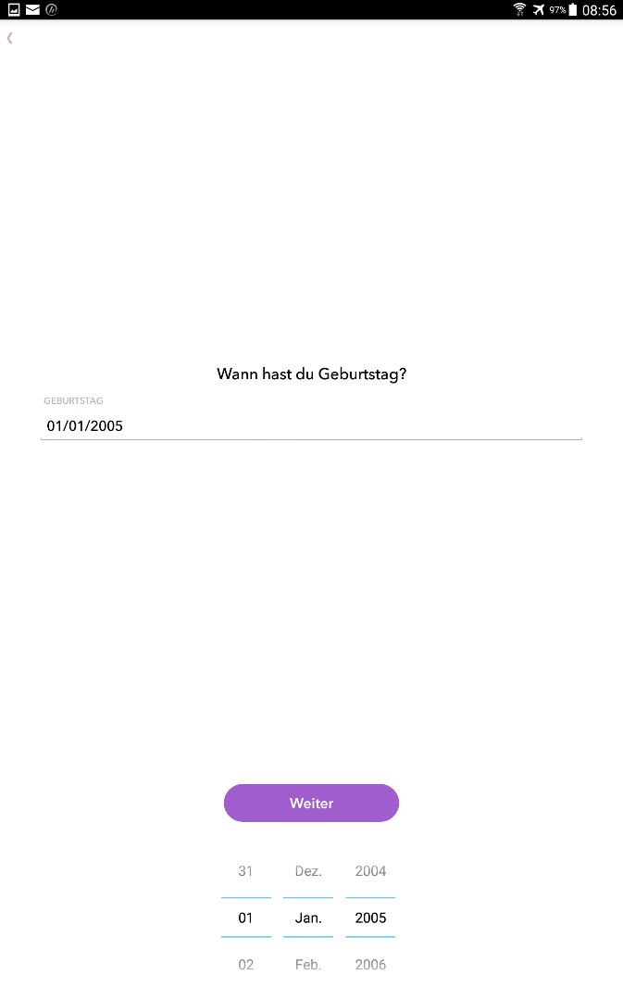 97% 08:56
Wann hast du Geburtstag?
GEBURTSTAG
01/01/2005
Weiter
31 Dez. 2004
01 Jan. 2005
02 Feb. 2006